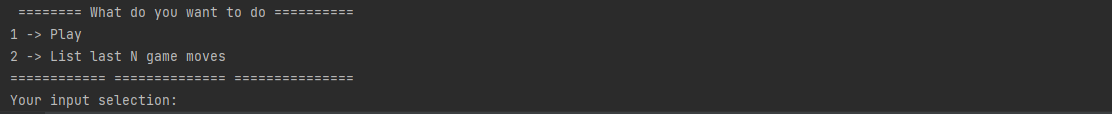 ======== What do you want to do ==========
1 -> Play
2 -> List last N game moves
============ ============== ===============
Your input selection: